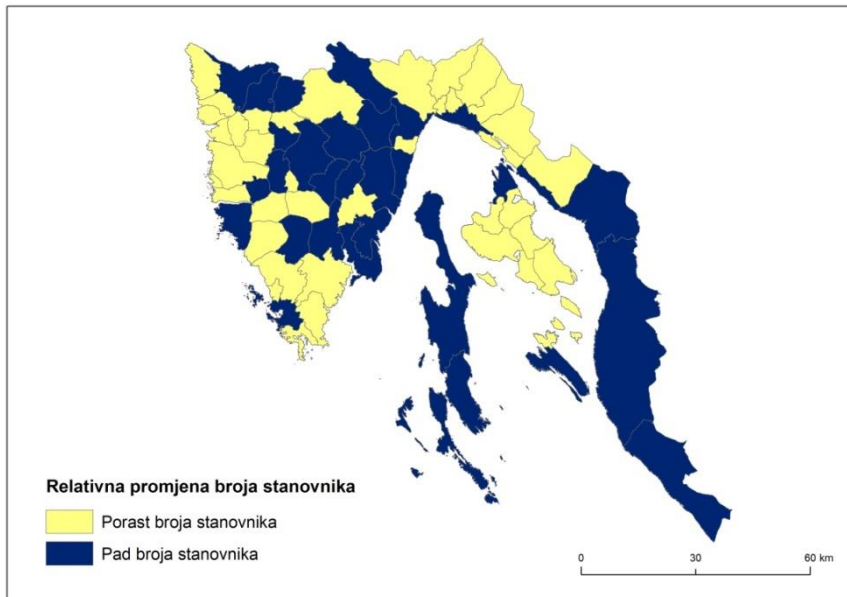 Relativna promjena broja stanovnika
Porast broja stanovnika
Pad broja stanovnika
0 30 60 km